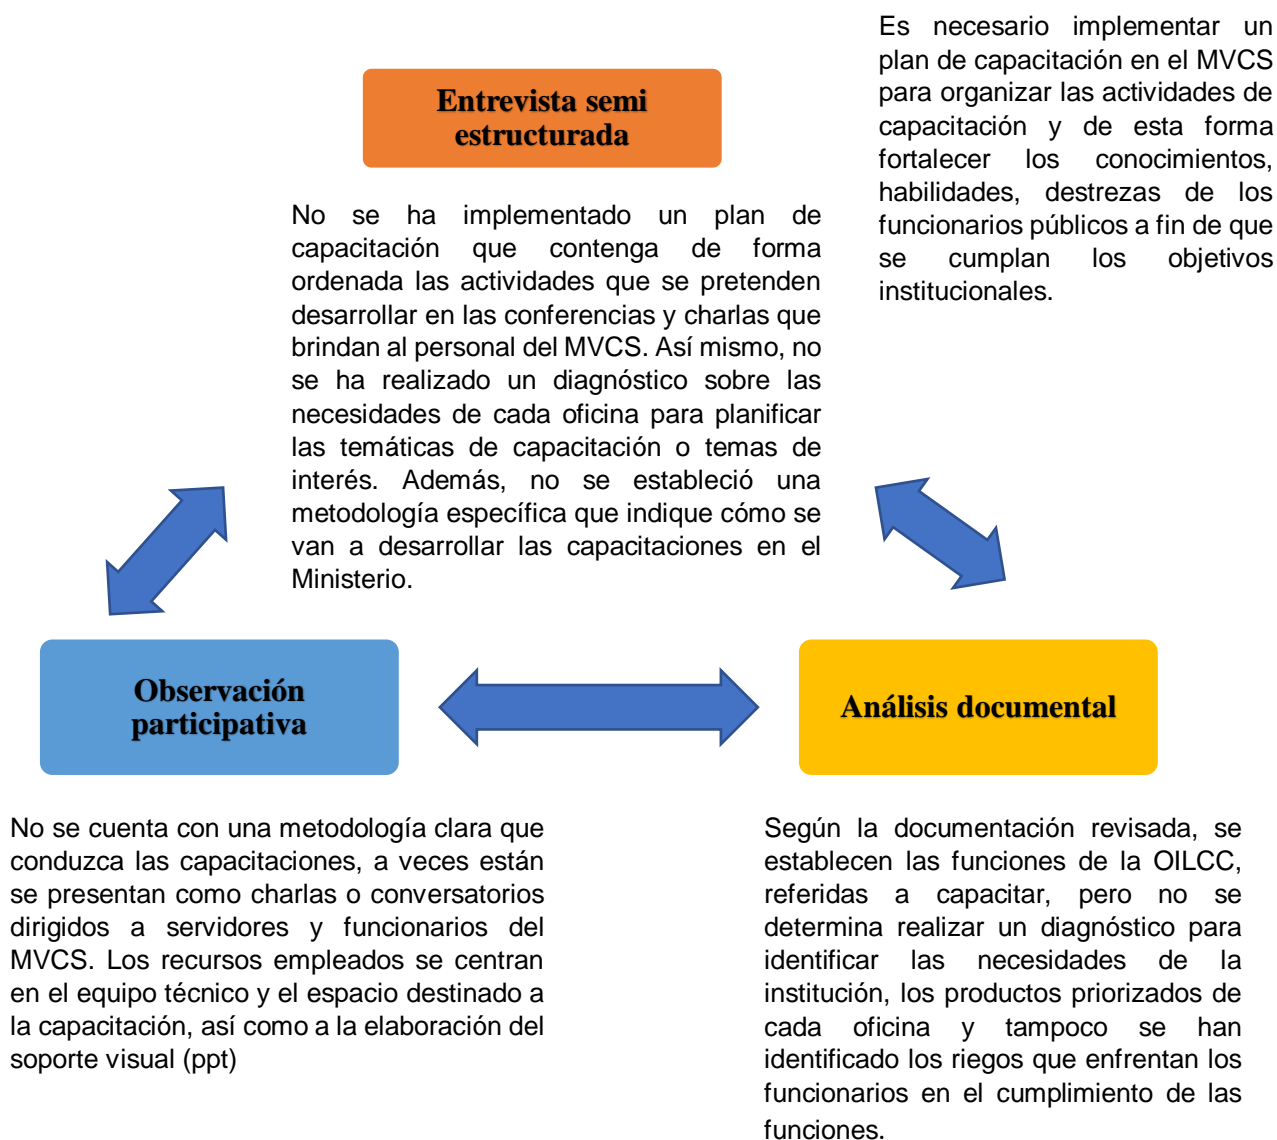 Es necesario implementar un
plan de capacitación en el MVCS
para organizar las actividades de
capacitación y de esta forma
fortalecer los conocimientos,
habilidades, destrezas de los
funcionarios públicos a fin de que
se cumplan los objetivos
institucionales.
Entrevista semi
estructurada
No se ha implementado un plan de
capacitación que contenga de forma
ordenada las actividades que se pretenden
desarrollar en las conferencias y charlas que
brindan al personal del MVCS. Así mismo, no
se ha realizado un diagnóstico sobre las
necesidades de cada oficina para planificar
las temáticas de capacitación o temas de
interés. Además, no se estableció una
metodología específica que indique cómo se
van a desarrollar las capacitaciones en el
Ministerio.
Observación
participativa
No se cuenta con una metodología clara que
conduzca las capacitaciones, a veces están
se presentan como charlas o conversatorios
dirigidos a servidores y funcionarios del
MVCS. Los recursos empleados se centran
en el equipo técnico y el espacio destinado a
la capacitación, así como a la elaboración del
soporte visual (ppt)
Análisis documental
Según la documentación revisada, se
establecen las funciones de la OILCC,
referidas a capacitar, pero no se
determina realizar un diagnóstico para
identificar las necesidades de la
institución, los productos priorizados de
cada oficina y tampoco se han
identificado los riegos que enfrentan los
funcionarios en el cumplimiento de las
funciones.